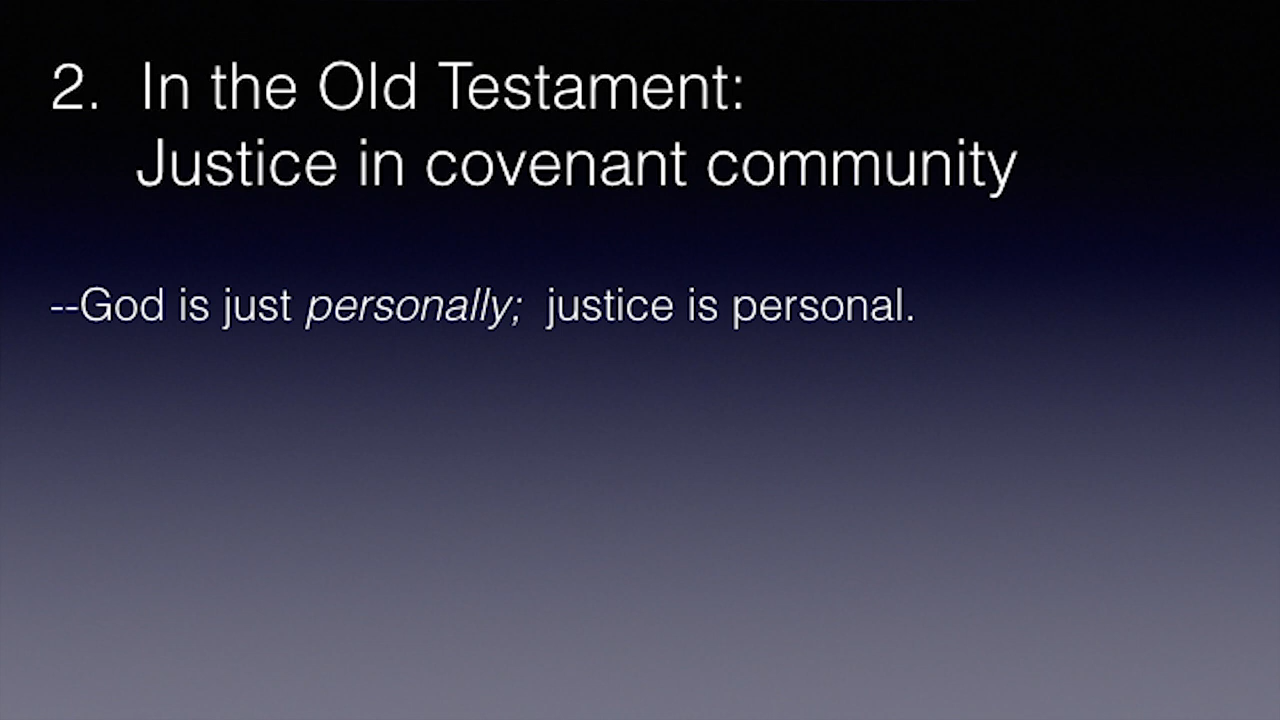 2. In the Old Testament:
Justice in covenant community
--God is just personally; justice is personal.